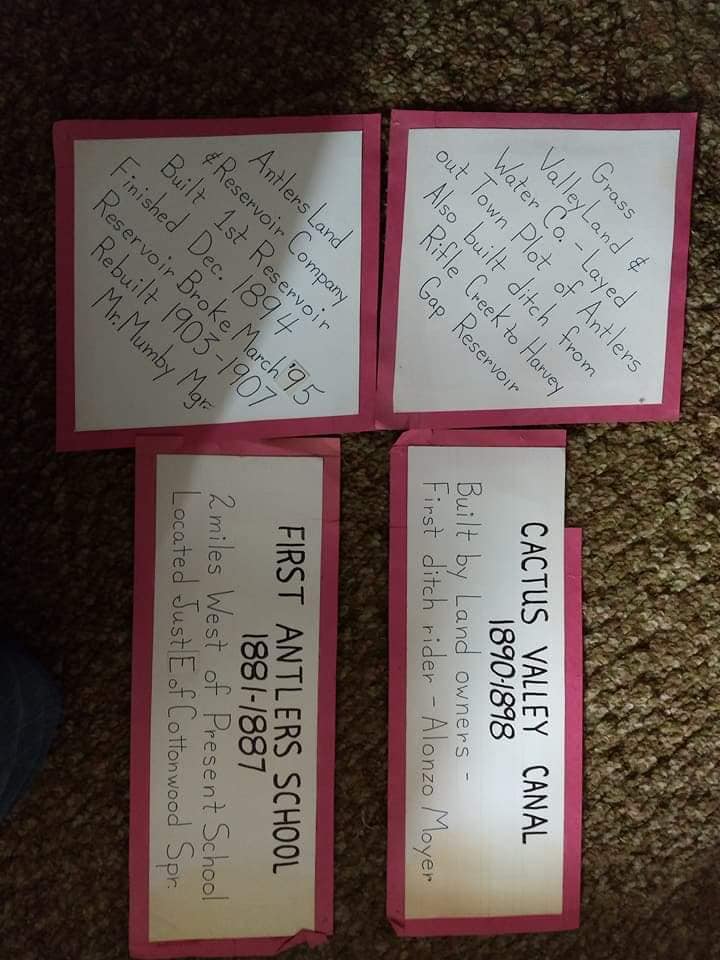 Grass
Valley Land &
Water Co. - Layed
out Town Plot of Antlers
Also built ditch from
Rifle Creek to Harvey
Gap Reservoir
Antlers Land
& Reservoir Company
Built 1st Reservoir
Finished Dec. 1894
Reservoir Broke March '95
Rebuilt 1903-1907
Mr. Mumby Mgr.
CACTUS VALLEY CANAL
1890-1898
Built by Land owners -
First ditch rider - Alonzo Moyer
FIRST ANTLERS SCHOOL
1881-1887
2 miles West of Present School
Located Just E of Cottonwood Spr.